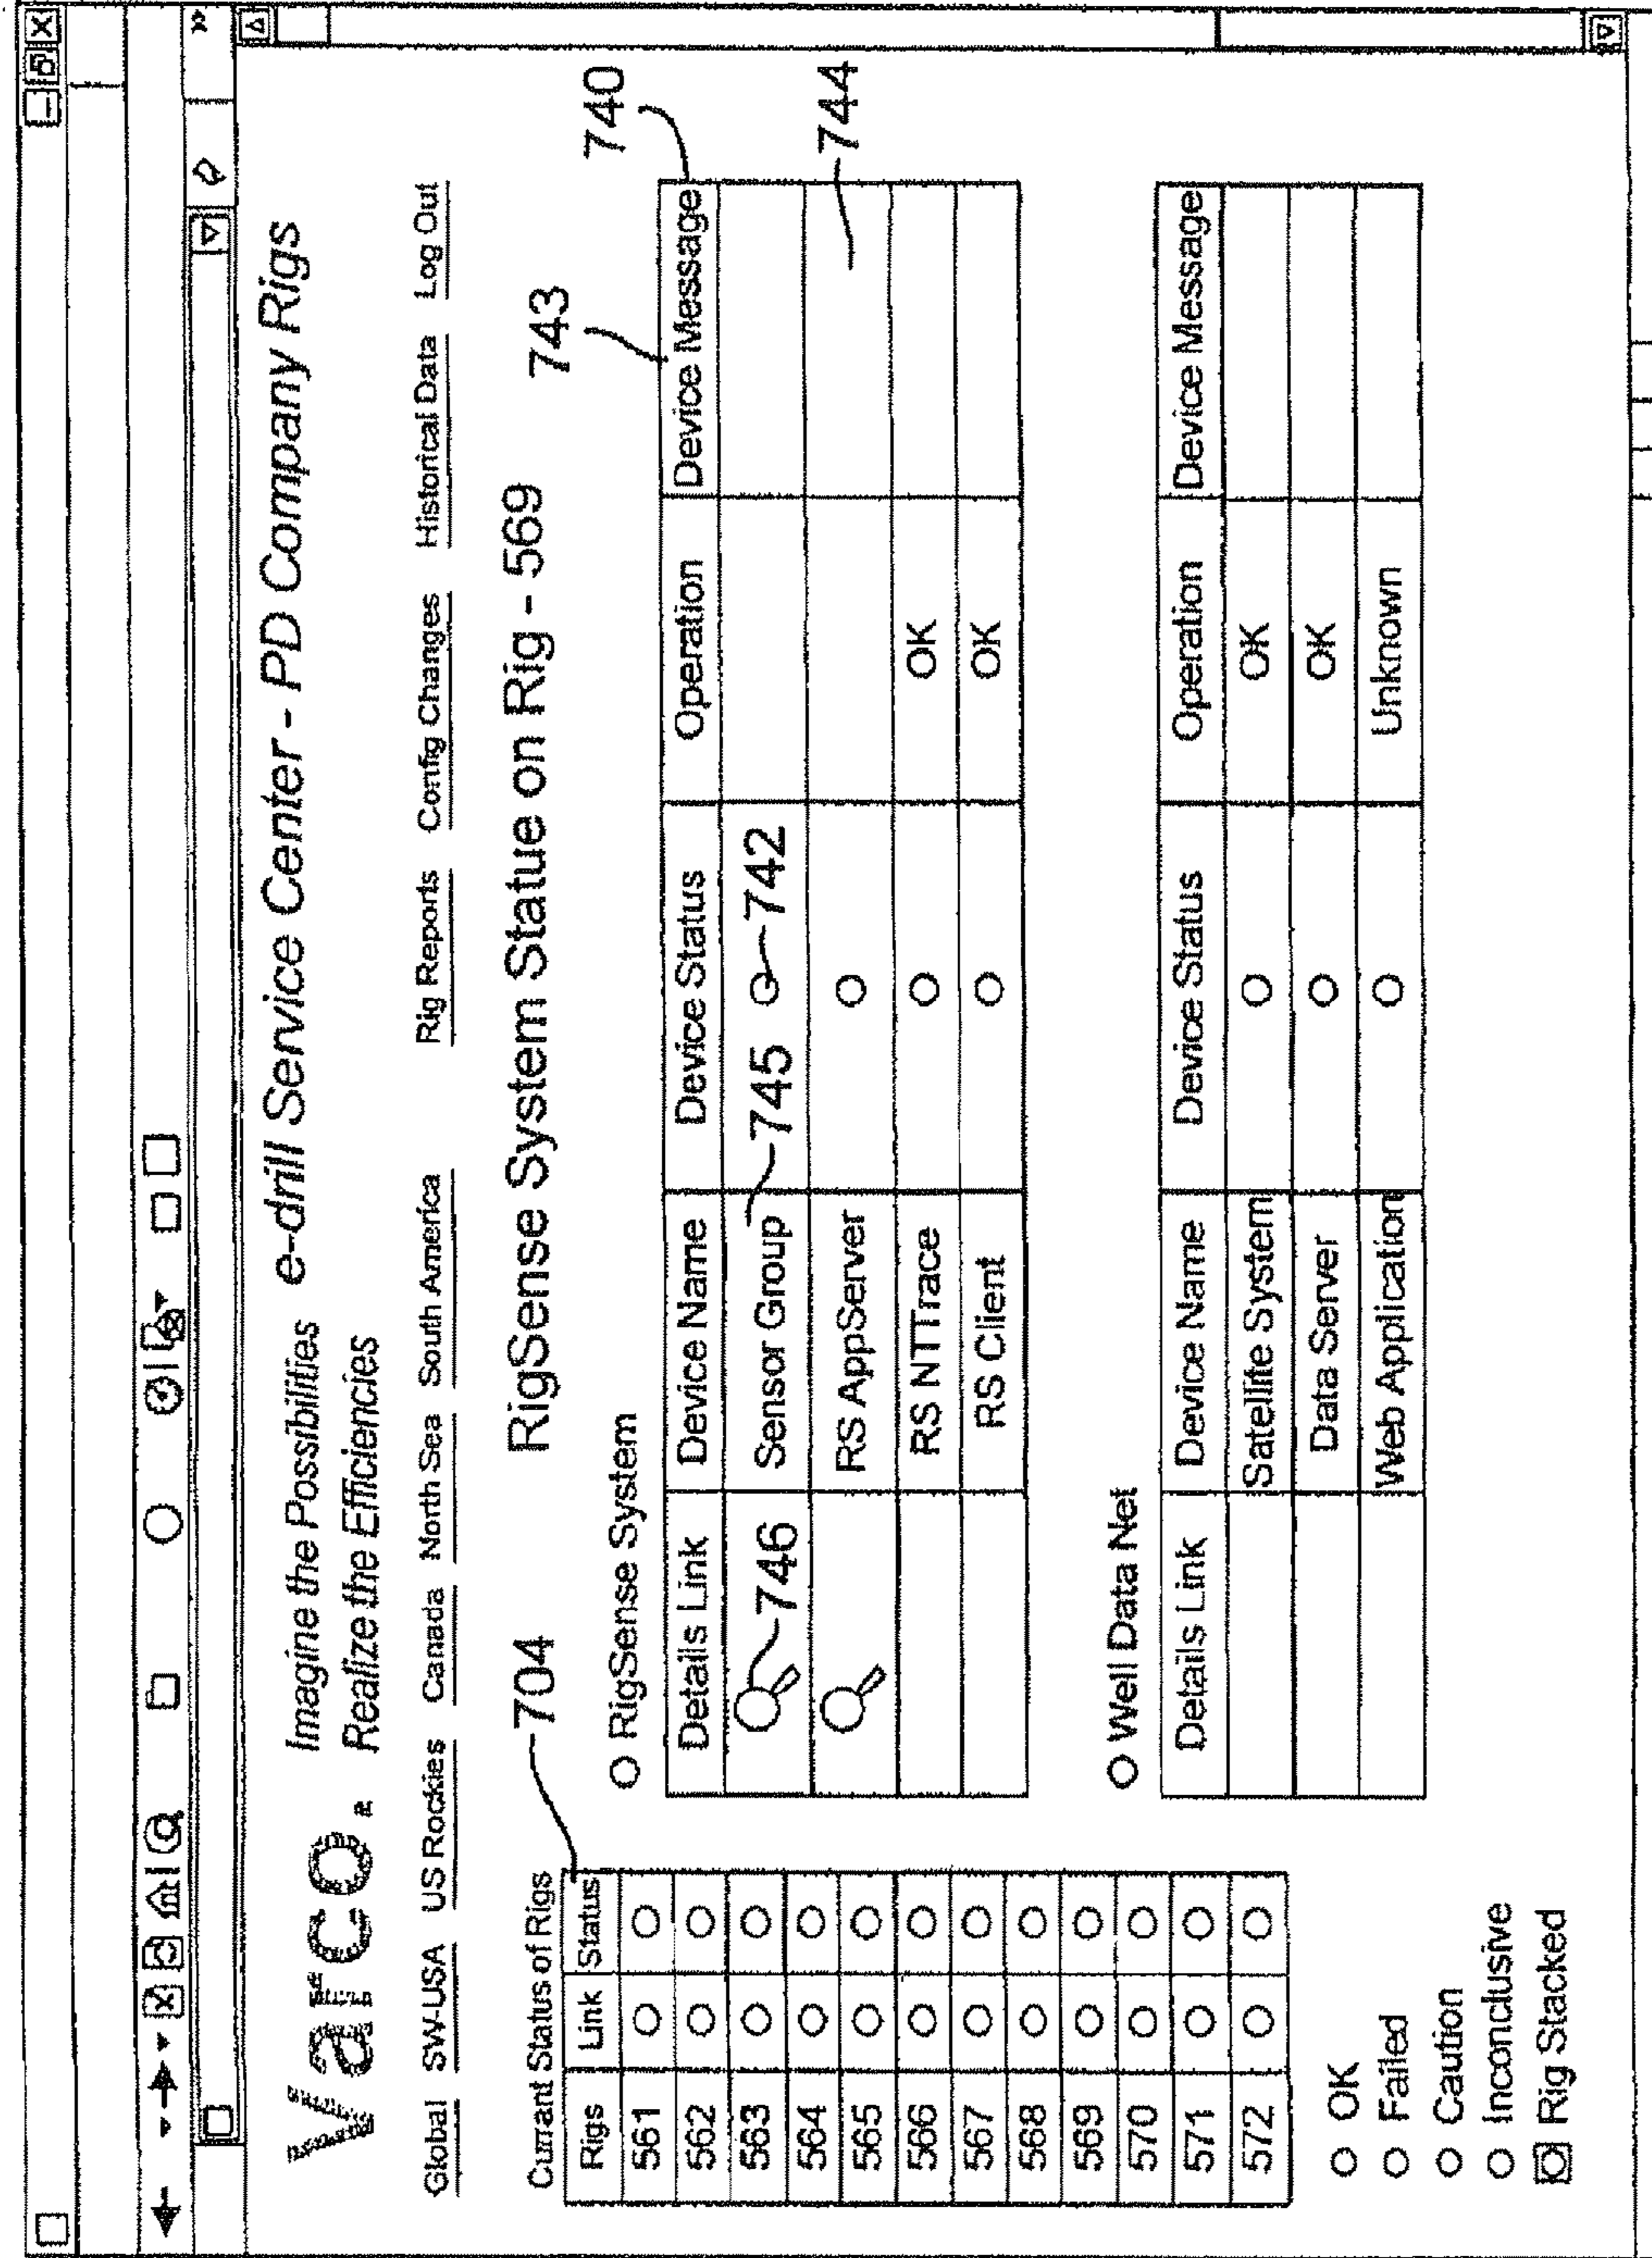 Varco
Imagine the Possibilities
Realize the Efficiencies
e-drill Service Center - PD Company Rigs
Global SW-USA US Rockies Canada North Sea South America Rig Reports Config Changes Historical Data Log Out
704
RigSense System Statue on Rig - 569
743
740
Currant Status of Rigs
Rigs Link Status
561
562
563
564
565
566
567
568
569
570
571
572
OK
Failed
Caution
Inconclusive
Rig Stacked
RigSense System
Details Link Device Name Device Status Operation Device Message
746 Sensor Group 745 742
RS AppServer 744
RS NTTrace OK
RS Client OK
Well Data Net
Details Link Device Name Device Status Operation Device Message
Satellite System OK
Data Server OK
Web Application Unknown